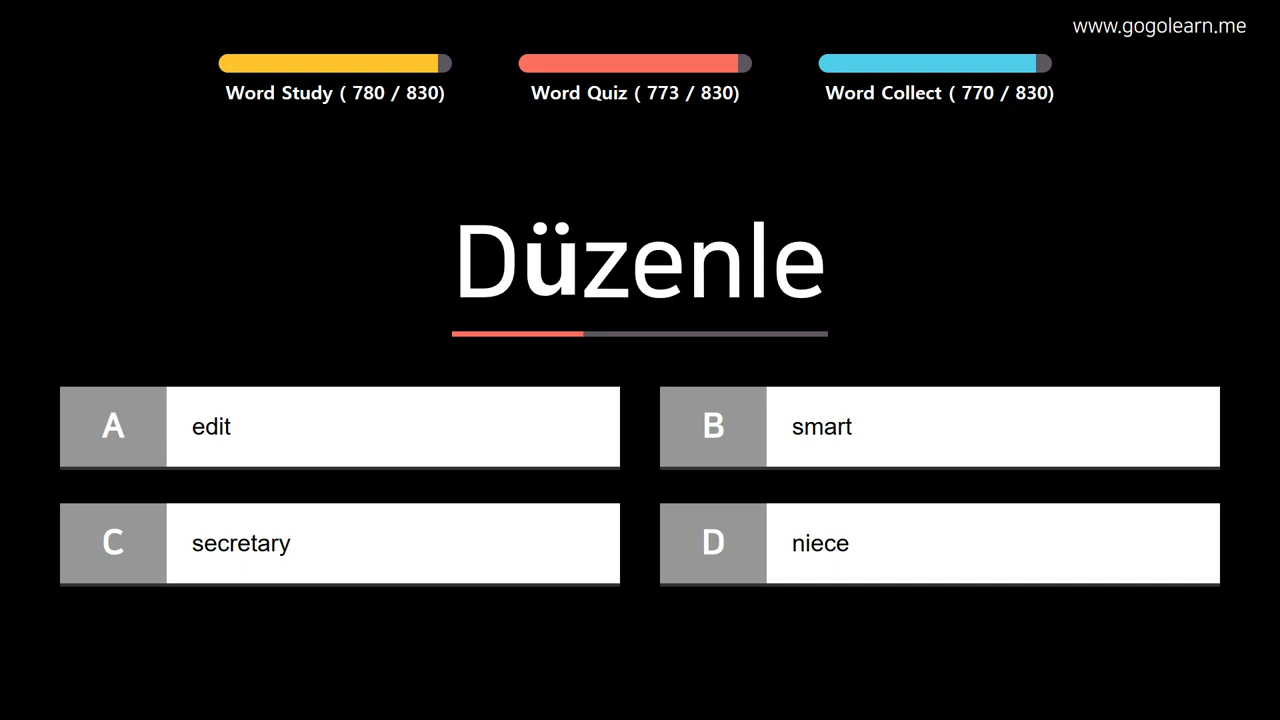 www.gogolearn.me
Word Study ( 780 / 830)
Word Quiz ( 773 / 830)
Word Collect ( 770 / 830)
Düzenle
A edit
B smart
C secretary
D niece